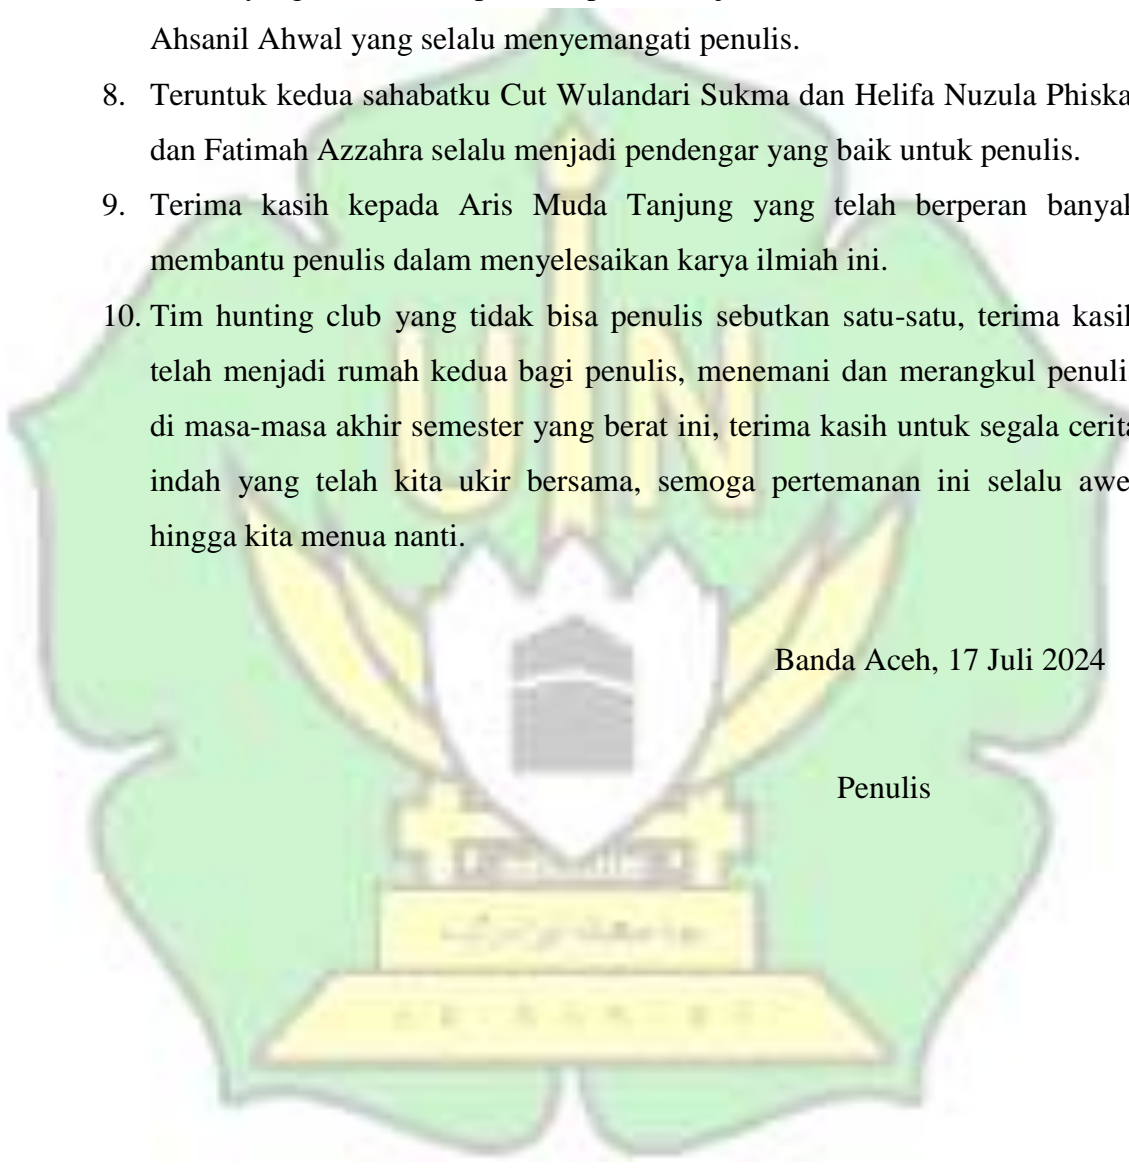 Ahsanil Ahwal yang selalu menyemangati penulis.
8. Teruntuk kedua sahabatku Cut Wulandari Sukma dan Helifa Nuzula Phiska
dan Fatimah Azzahra selalu menjadi pendengar yang baik untuk penulis.
9. Terima kasih kepada Aris Muda Tanjung yang telah berperan banyak
membantu penulis dalam menyelesaikan karya ilmiah ini.
10. Tim hunting club yang tidak bisa penulis sebutkan satu-satu, terima kasih
telah menjadi rumah kedua bagi penulis, menemani dan merangkul penuli
di masa-masa akhir semester yang berat ini, terima kasih untuk segala cerita
indah yang telah kita ukir bersama, semoga pertemanan ini selalu awe
hingga kita menua nanti.
UIN
Banda Aceh, 17 Juli 2024
Penulis